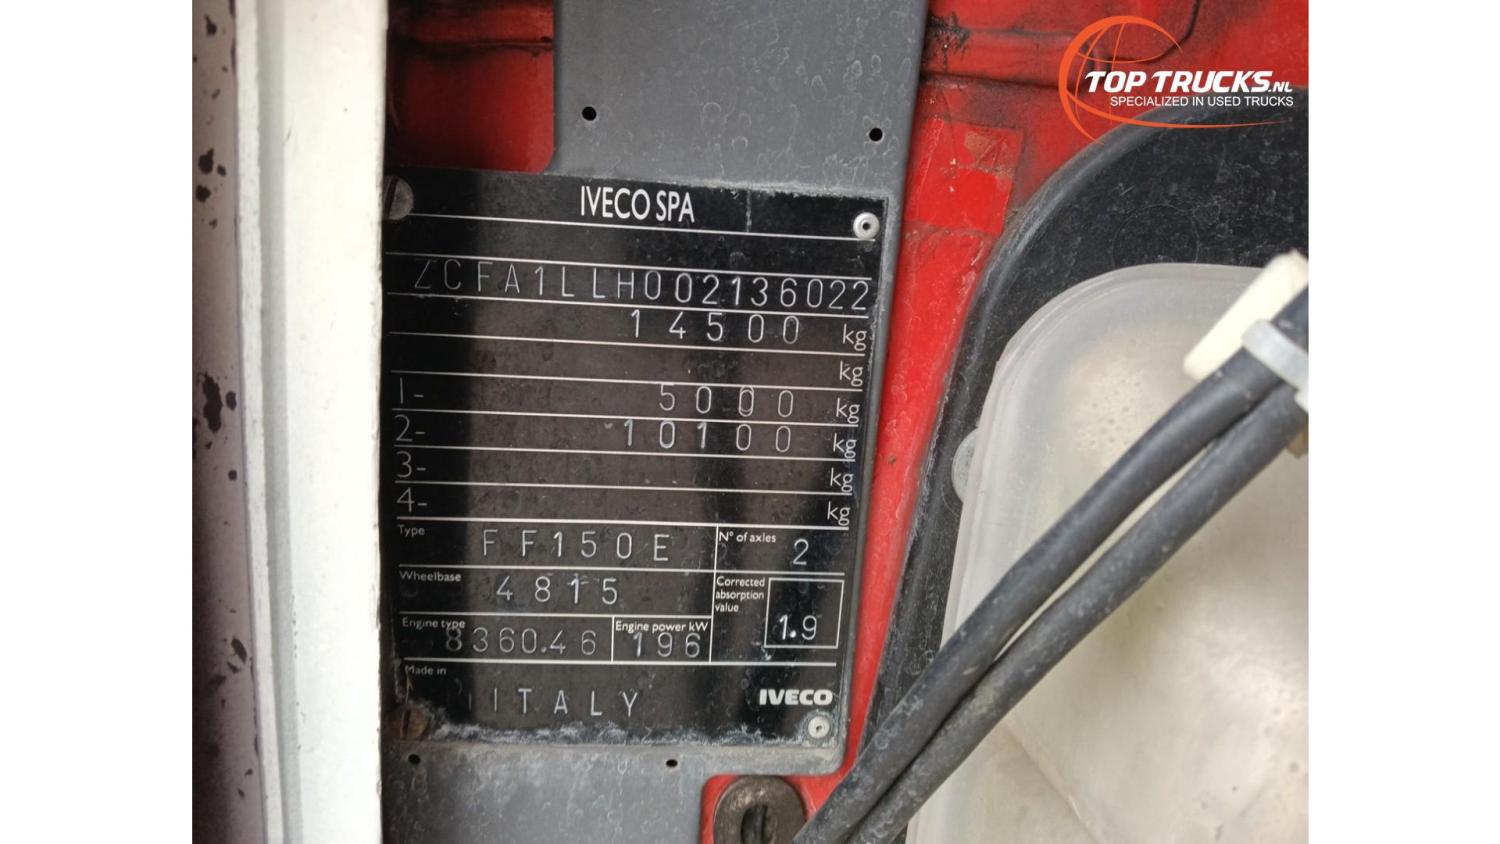 TOP TRUCKS.NL
SPECIALIZED IN USED TRUCKS
IVECO SPA
ZCFA1LLH002136022
14500 kg
kg
1- 5000 kg
2- 10100 kg
3- kg
4- kg
Type FF150E N° of axles 2
Wheelbase 4815 Corrected absorption value 1.9
Engine type 8360.46 Engine power kW 196
Made in ITALY IVECO